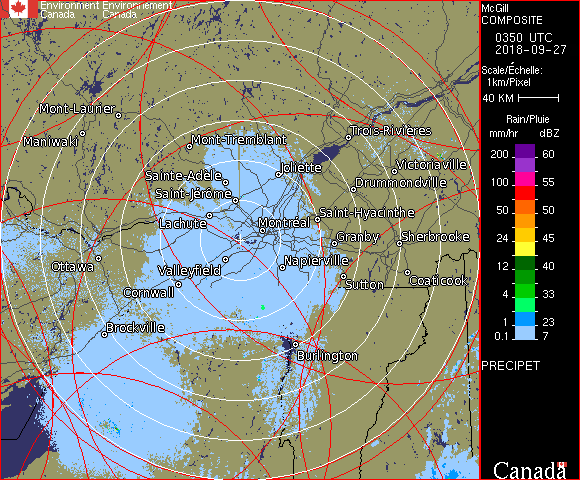 Environment Environnement
Canada Canada
McGill
COMPOSITE
0350 UTC
2018-09-27
Scale/Échelle:
1km/Pixel
40 KM
Rain/Pluie
mm/hr dBZ
200 60
150 57
100 55
50 50
24 45
12 40
4 33
1 23
0.1 7
PRECIPET
Canada
Mont-Laurier
Maniwaki
Mont-Tremblant
Trois-Rivières
Joliette
Victoriaville
Sainte-Adèle
Drummondville
Saint-Jérôme
Saint-Hyacinthe
Lachute
Montréal
Granby
Sherbrooke
Ottawa
Valleyfield
Napierville
Sutton
Coaticook
Cornwall
Brockville
Burlington